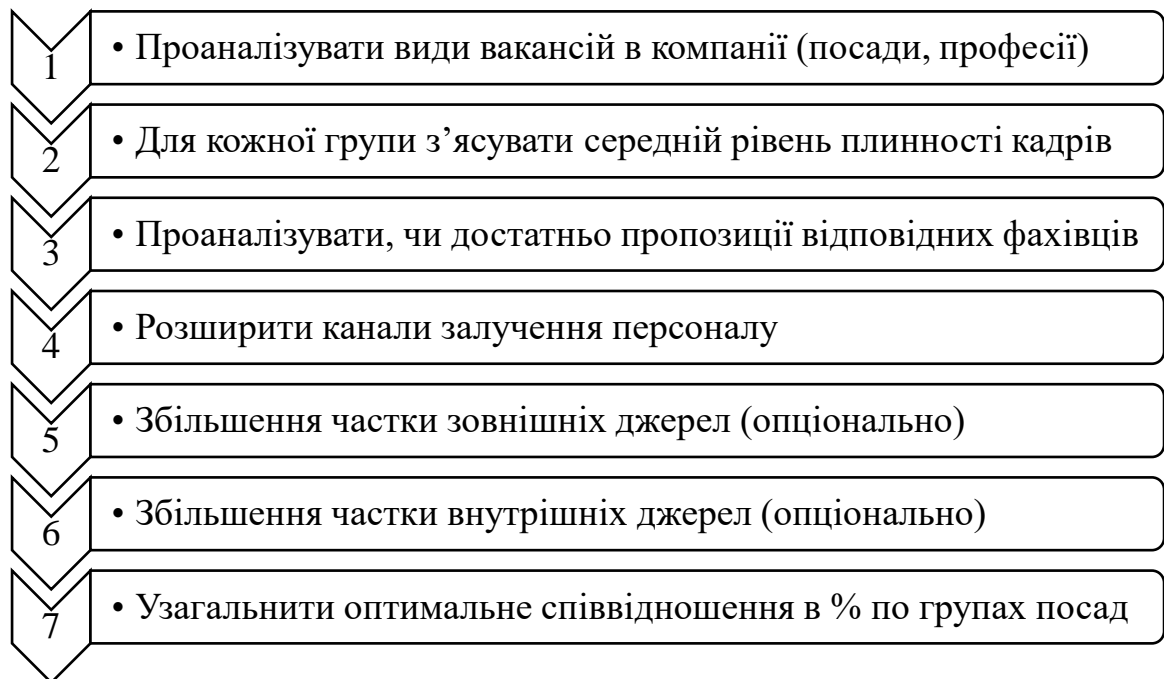 1 • Проаналізувати види вакансій в компанії (посади, професії)
2 • Для кожної групи з’ясувати середній рівень плинності кадрів
3 • Проаналізувати, чи достатньо пропозиції відповідних фахівців
4 • Розширити канали залучення персоналу
5 • Збільшення частки зовнішніх джерел (опціонально)
6 • Збільшення частки внутрішніх джерел (опціонально)
7 • Узагальнити оптимальне співвідношення в % по групах посад